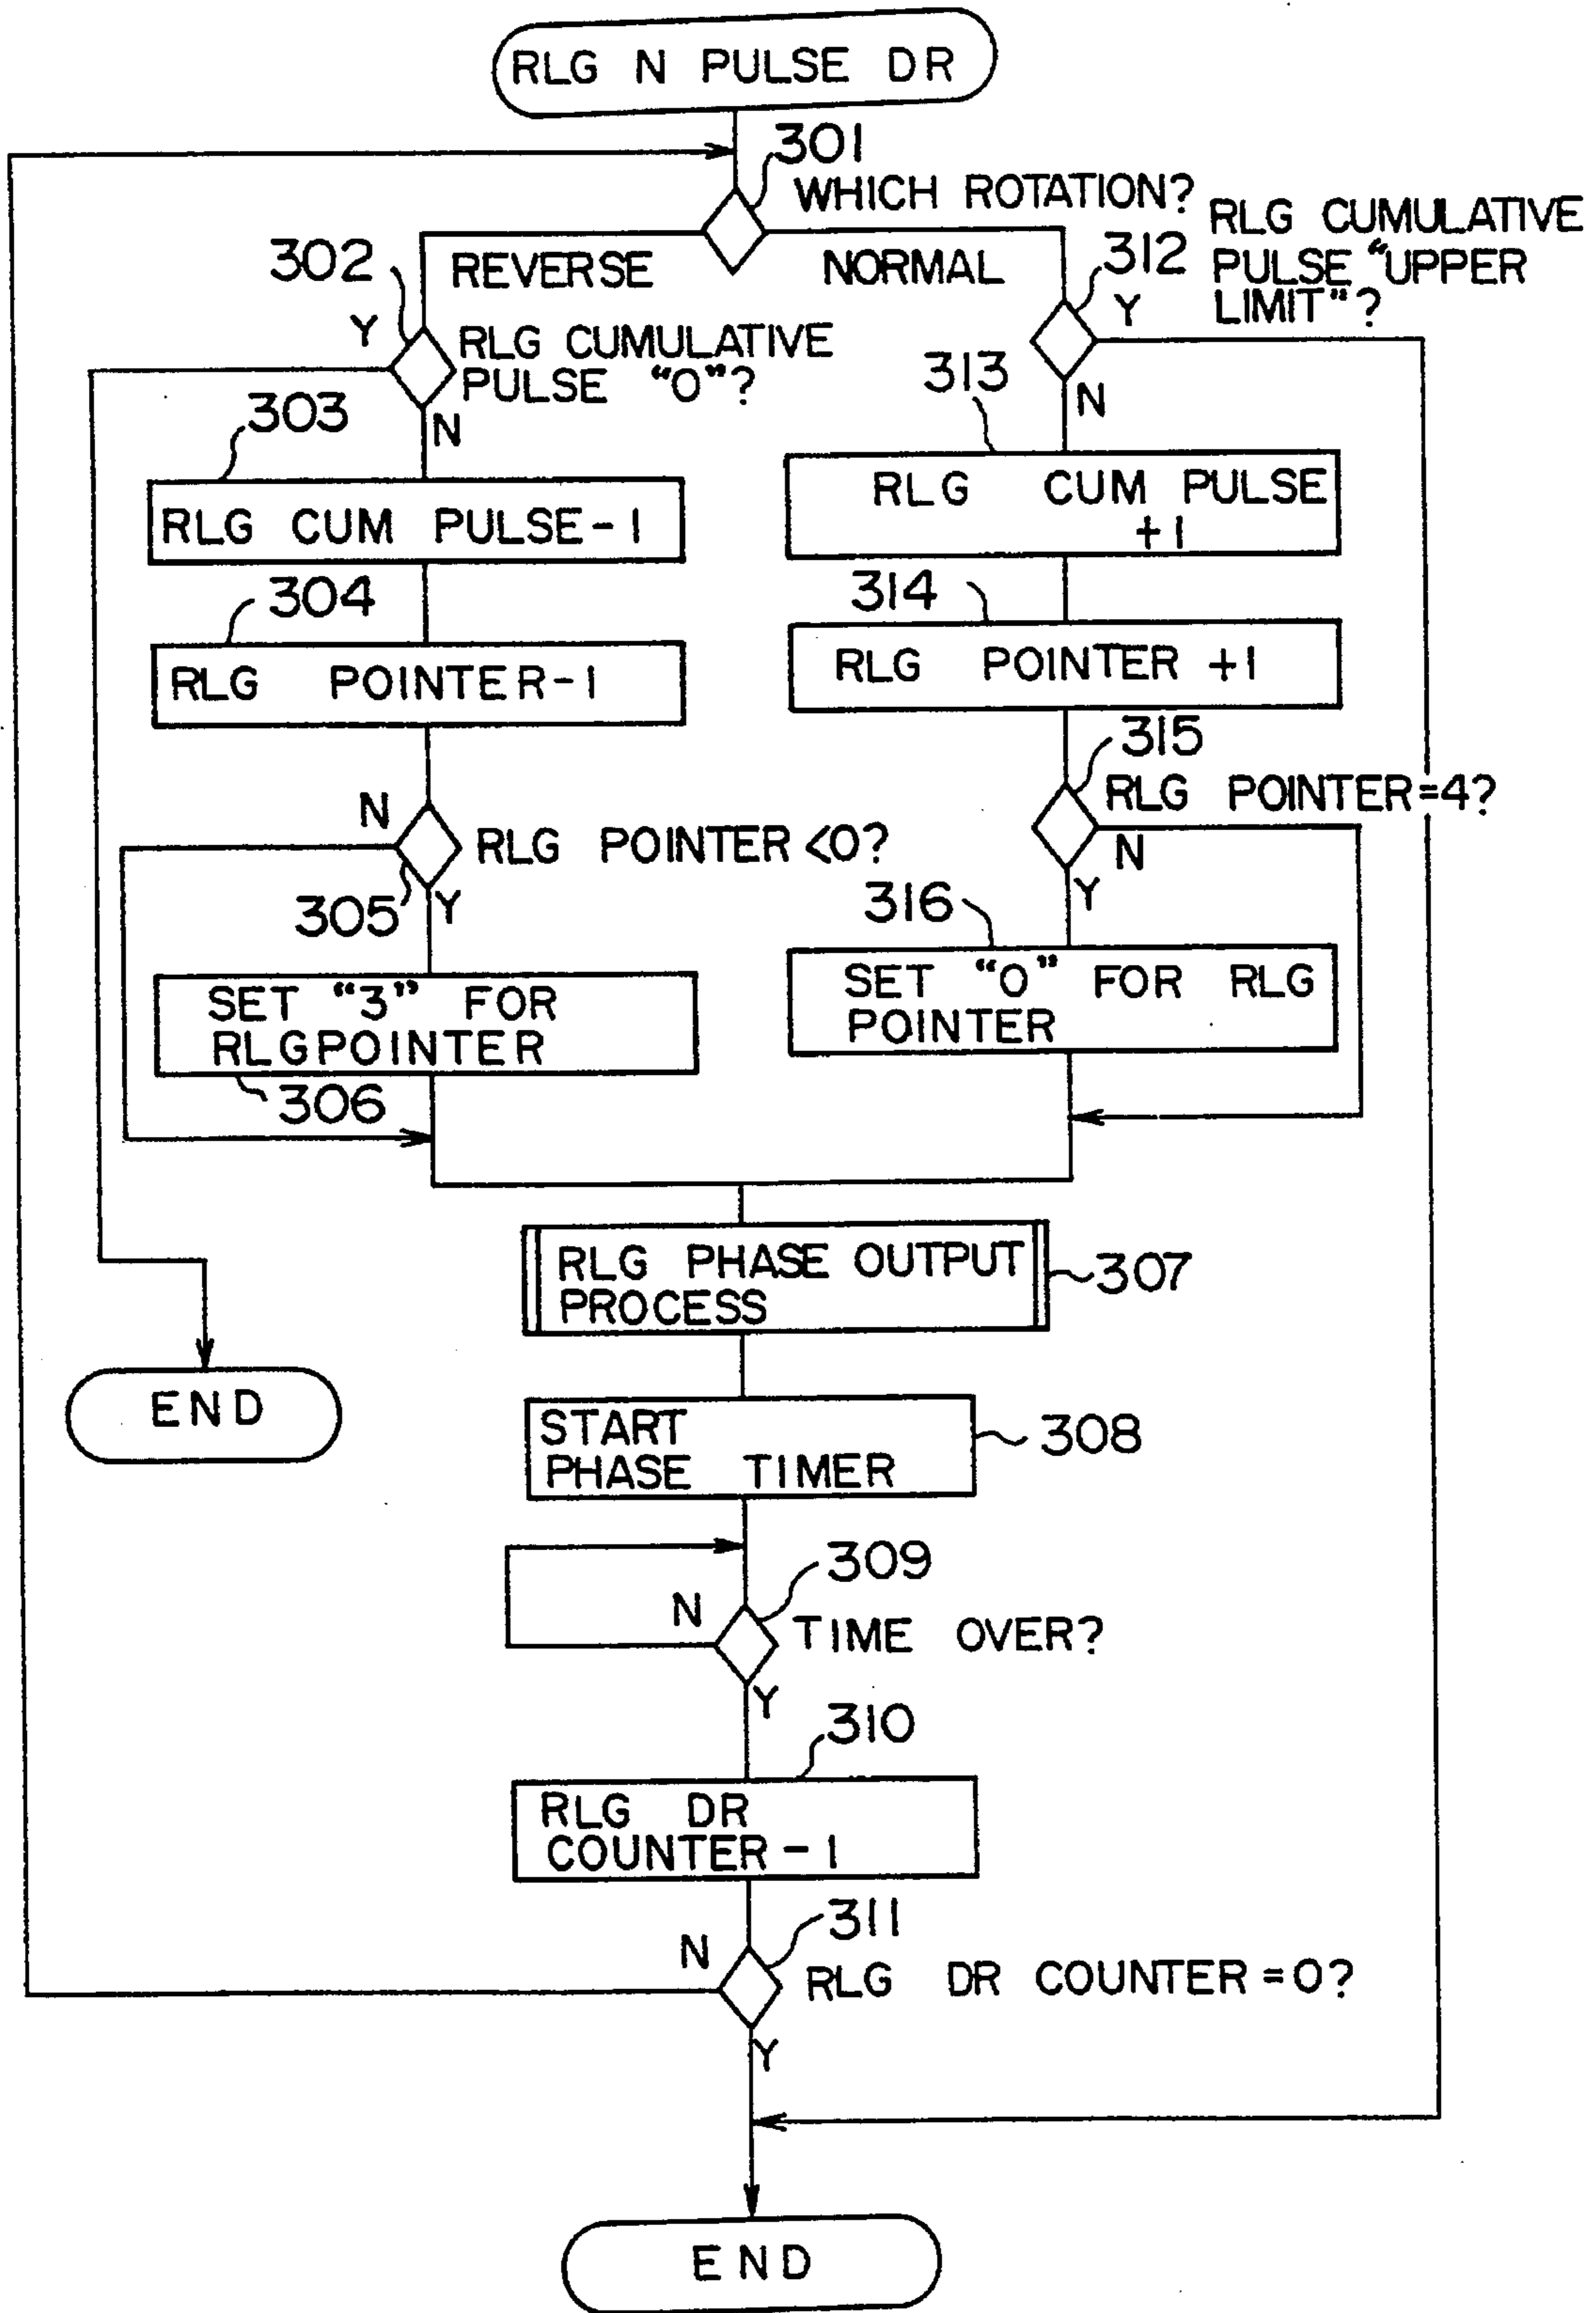 RLG N PULSE DR
301
WHICH ROTATION?
REVERSE
NORMAL
302
Y
RLG CUMULATIVE
PULSE "0"?
N
303
RLG CUM PULSE-1
304
RLG POINTER-1
N
RLG POINTER<0?
305
Y
SET "3" FOR
RLGPOINTER
306
312
RLG CUMULATIVE
PULSE "UPPER
LIMIT"?
Y
N
313
RLG CUM PULSE
+1
314
RLG POINTER +1
315
RLG POINTER=4?
N
Y
316
SET "0" FOR RLG
POINTER
RLG PHASE OUTPUT
PROCESS
307
END
START
PHASE TIMER
308
309
N
TIME OVER?
Y
310
RLG DR
COUNTER-1
311
N
RLG DR COUNTER=0?
Y
END